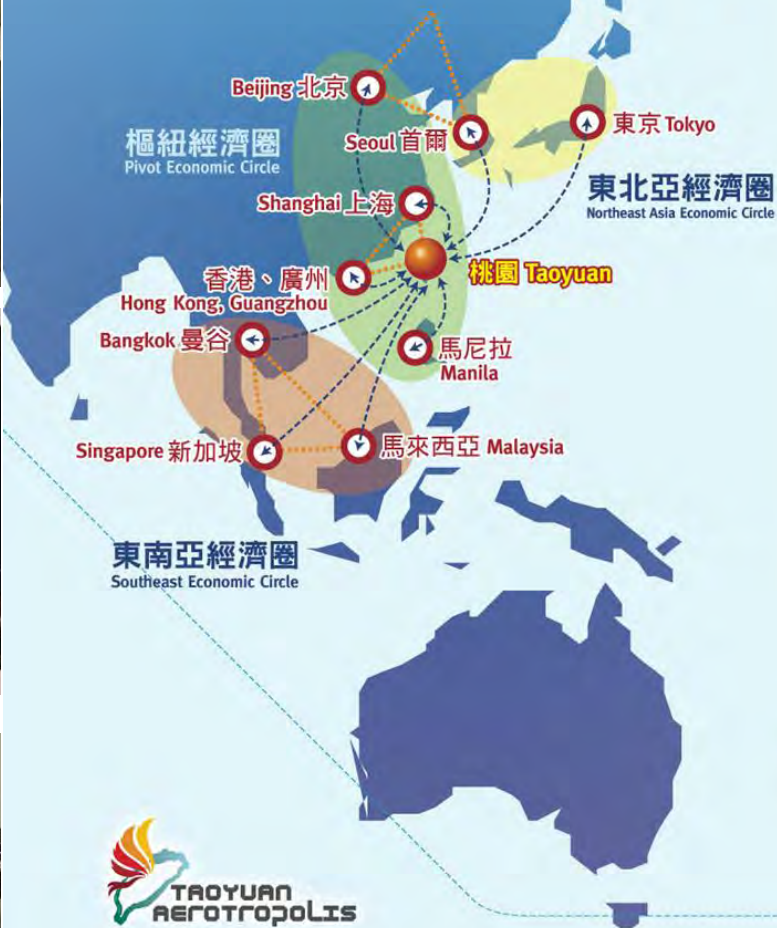 Beijing 北京
樞紐經濟圈
Pivot Economic Circle
Seoul 首爾
東京 Tokyo
東北亞經濟圈
Northeast Asia Economic Circle
Shanghai 上海
桃園 Taoyuan
香港、廣州
Hong Kong, Guangzhou
Bangkok 曼谷
馬尼拉
Manila
Singapore 新加坡
馬來西亞 Malaysia
東南亞經濟圈
Southeast Economic Circle
TAOYUAN
AEROTROPOLIS